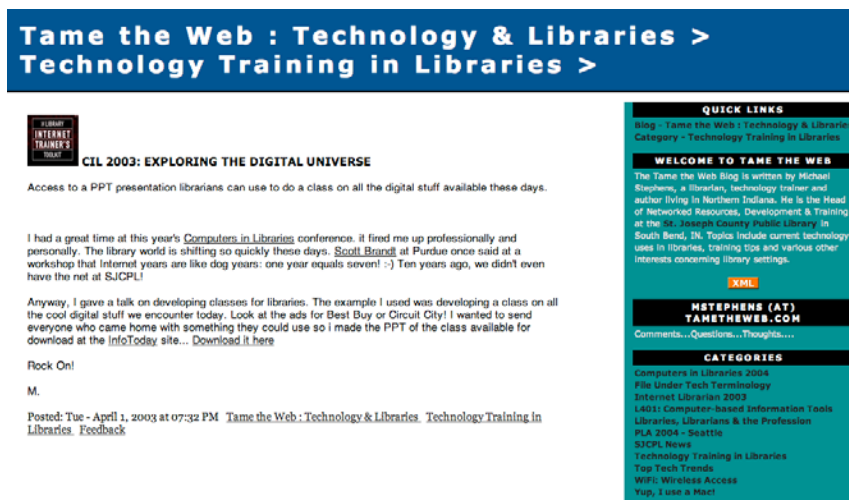 Tame the Web : Technology & Libraries >
Technology Training in Libraries >
A LIBRARY
INTERNET
TRAINER'S
TOOLKIT
CIL 2003: EXPLORING THE DIGITAL UNIVERSE
Access to a PPT presentation librarians can use to do a class on all the digital stuff available these days.
I had a great time at this year's Computers in Libraries conference. it fired me up professionally and
personally. The library world is shifting so quickly these days. Scott Brandt at Purdue once said at a
workshop that Internet years are like dog years: one year equals seven! :-) Ten years ago, we didn't even
have the net at SJCPL!
Anyway, I gave a talk on developing classes for libraries. The example I used was developing a class on all
the cool digital stuff we encounter today. Look at the ads for Best Buy or Circuit City! I wanted to send
everyone who came home with something they could use so i made the PPT of the class available for
download at the InfoToday site... Download it here
Rock On!
M.
Posted: Tue - April 1, 2003 at 07:32 PM Tame the Web : Technology & Libraries Technology Training in
Libraries Feedback
QUICK LINKS
Blog - Tame the Web : Technology & Librarie
Category - Technology Training in Libraries
WELCOME TO TAME THE WEB
The Tame the Web Blog is written by Michael
Stephens, a librarian, technology trainer and
author living in Northern Indiana. He is the Head
of Networked Resources, Development & Training
at the St. Joseph County Public Library in
South Bend, IN. Topics include current technology
uses in libraries, training tips and various other
interests concerning library settings.
XML
MSTEPHENS (AT)
TAMETHEWEB.COM
Comments...Questions...Thoughts....
CATEGORIES
Computers in Libraries 2004
File Under Tech Terminology
Internet Librarian 2003
L401: Computer-based Information Tools
Libraries, Librarians & the Profession
PLA 2004 - Seattle
SJCPL News
Technology Training in Libraries
Top Tech Trends
WiFi: Wireless Access
Yup, I use a Mac!